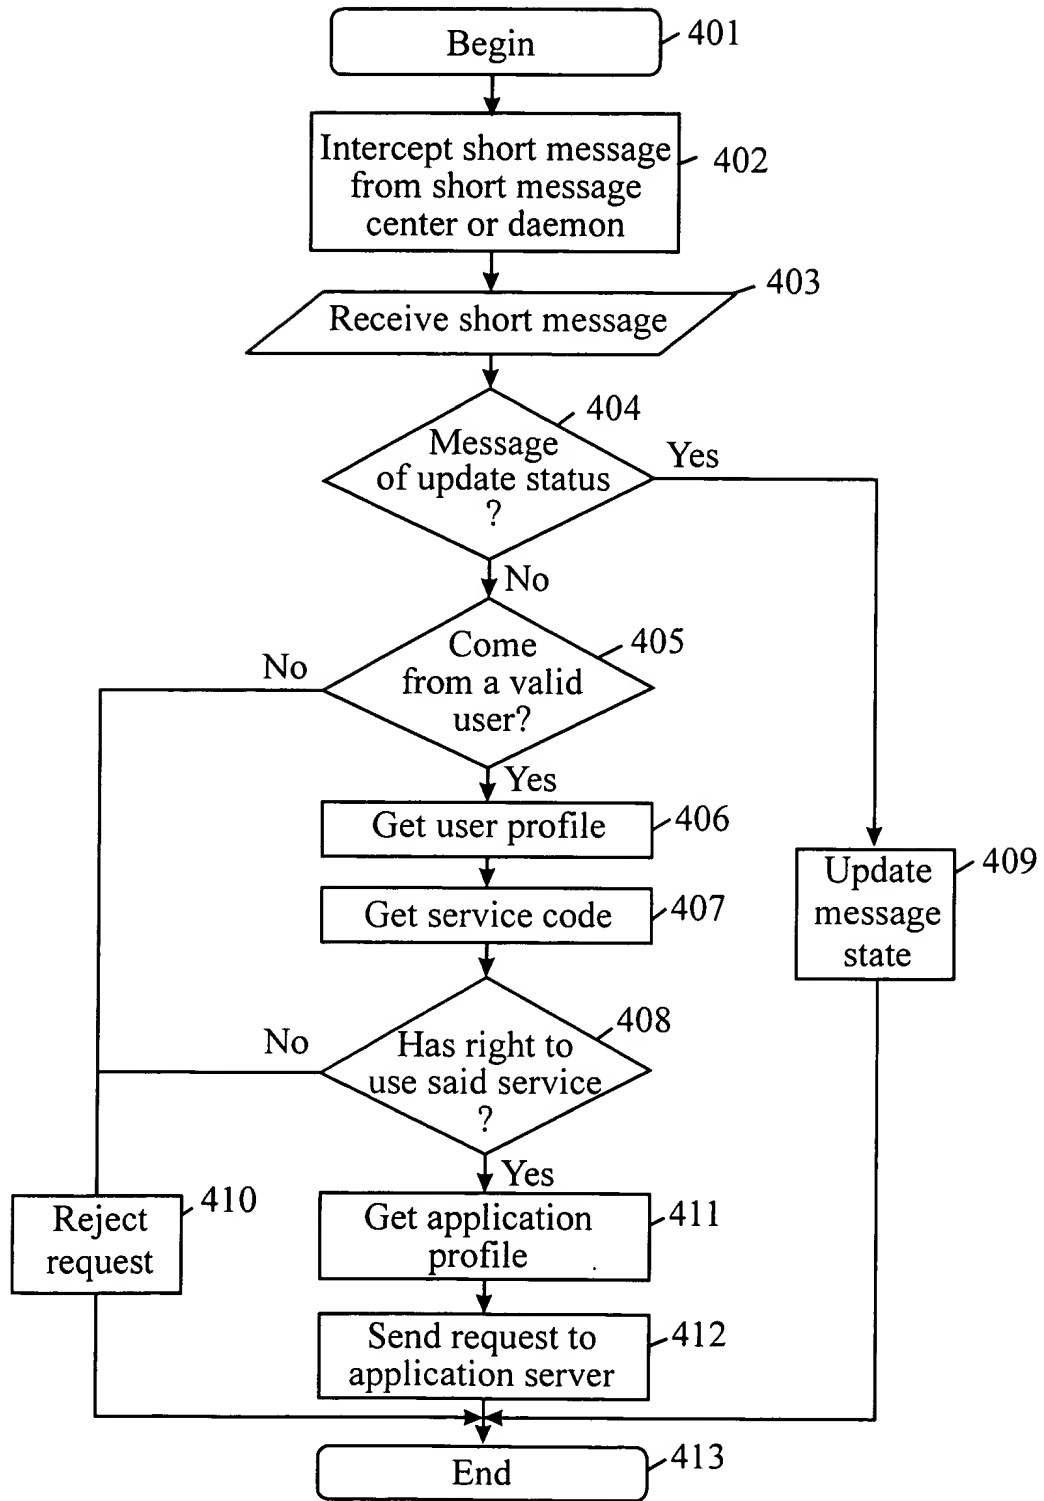 Begin
401
Intercept short message
from short message
center or daemon
402
403
Receive short message
404
Message
of update status
?
Yes
No
405
Come
from a valid
user?
No
Yes
Get user profile
406
Update
message
state
409
Get service code
407
408
Has right to
use said service
?
No
Yes
Reject
request
410
Get application
profile
411
Send request to
application server
412
End
413